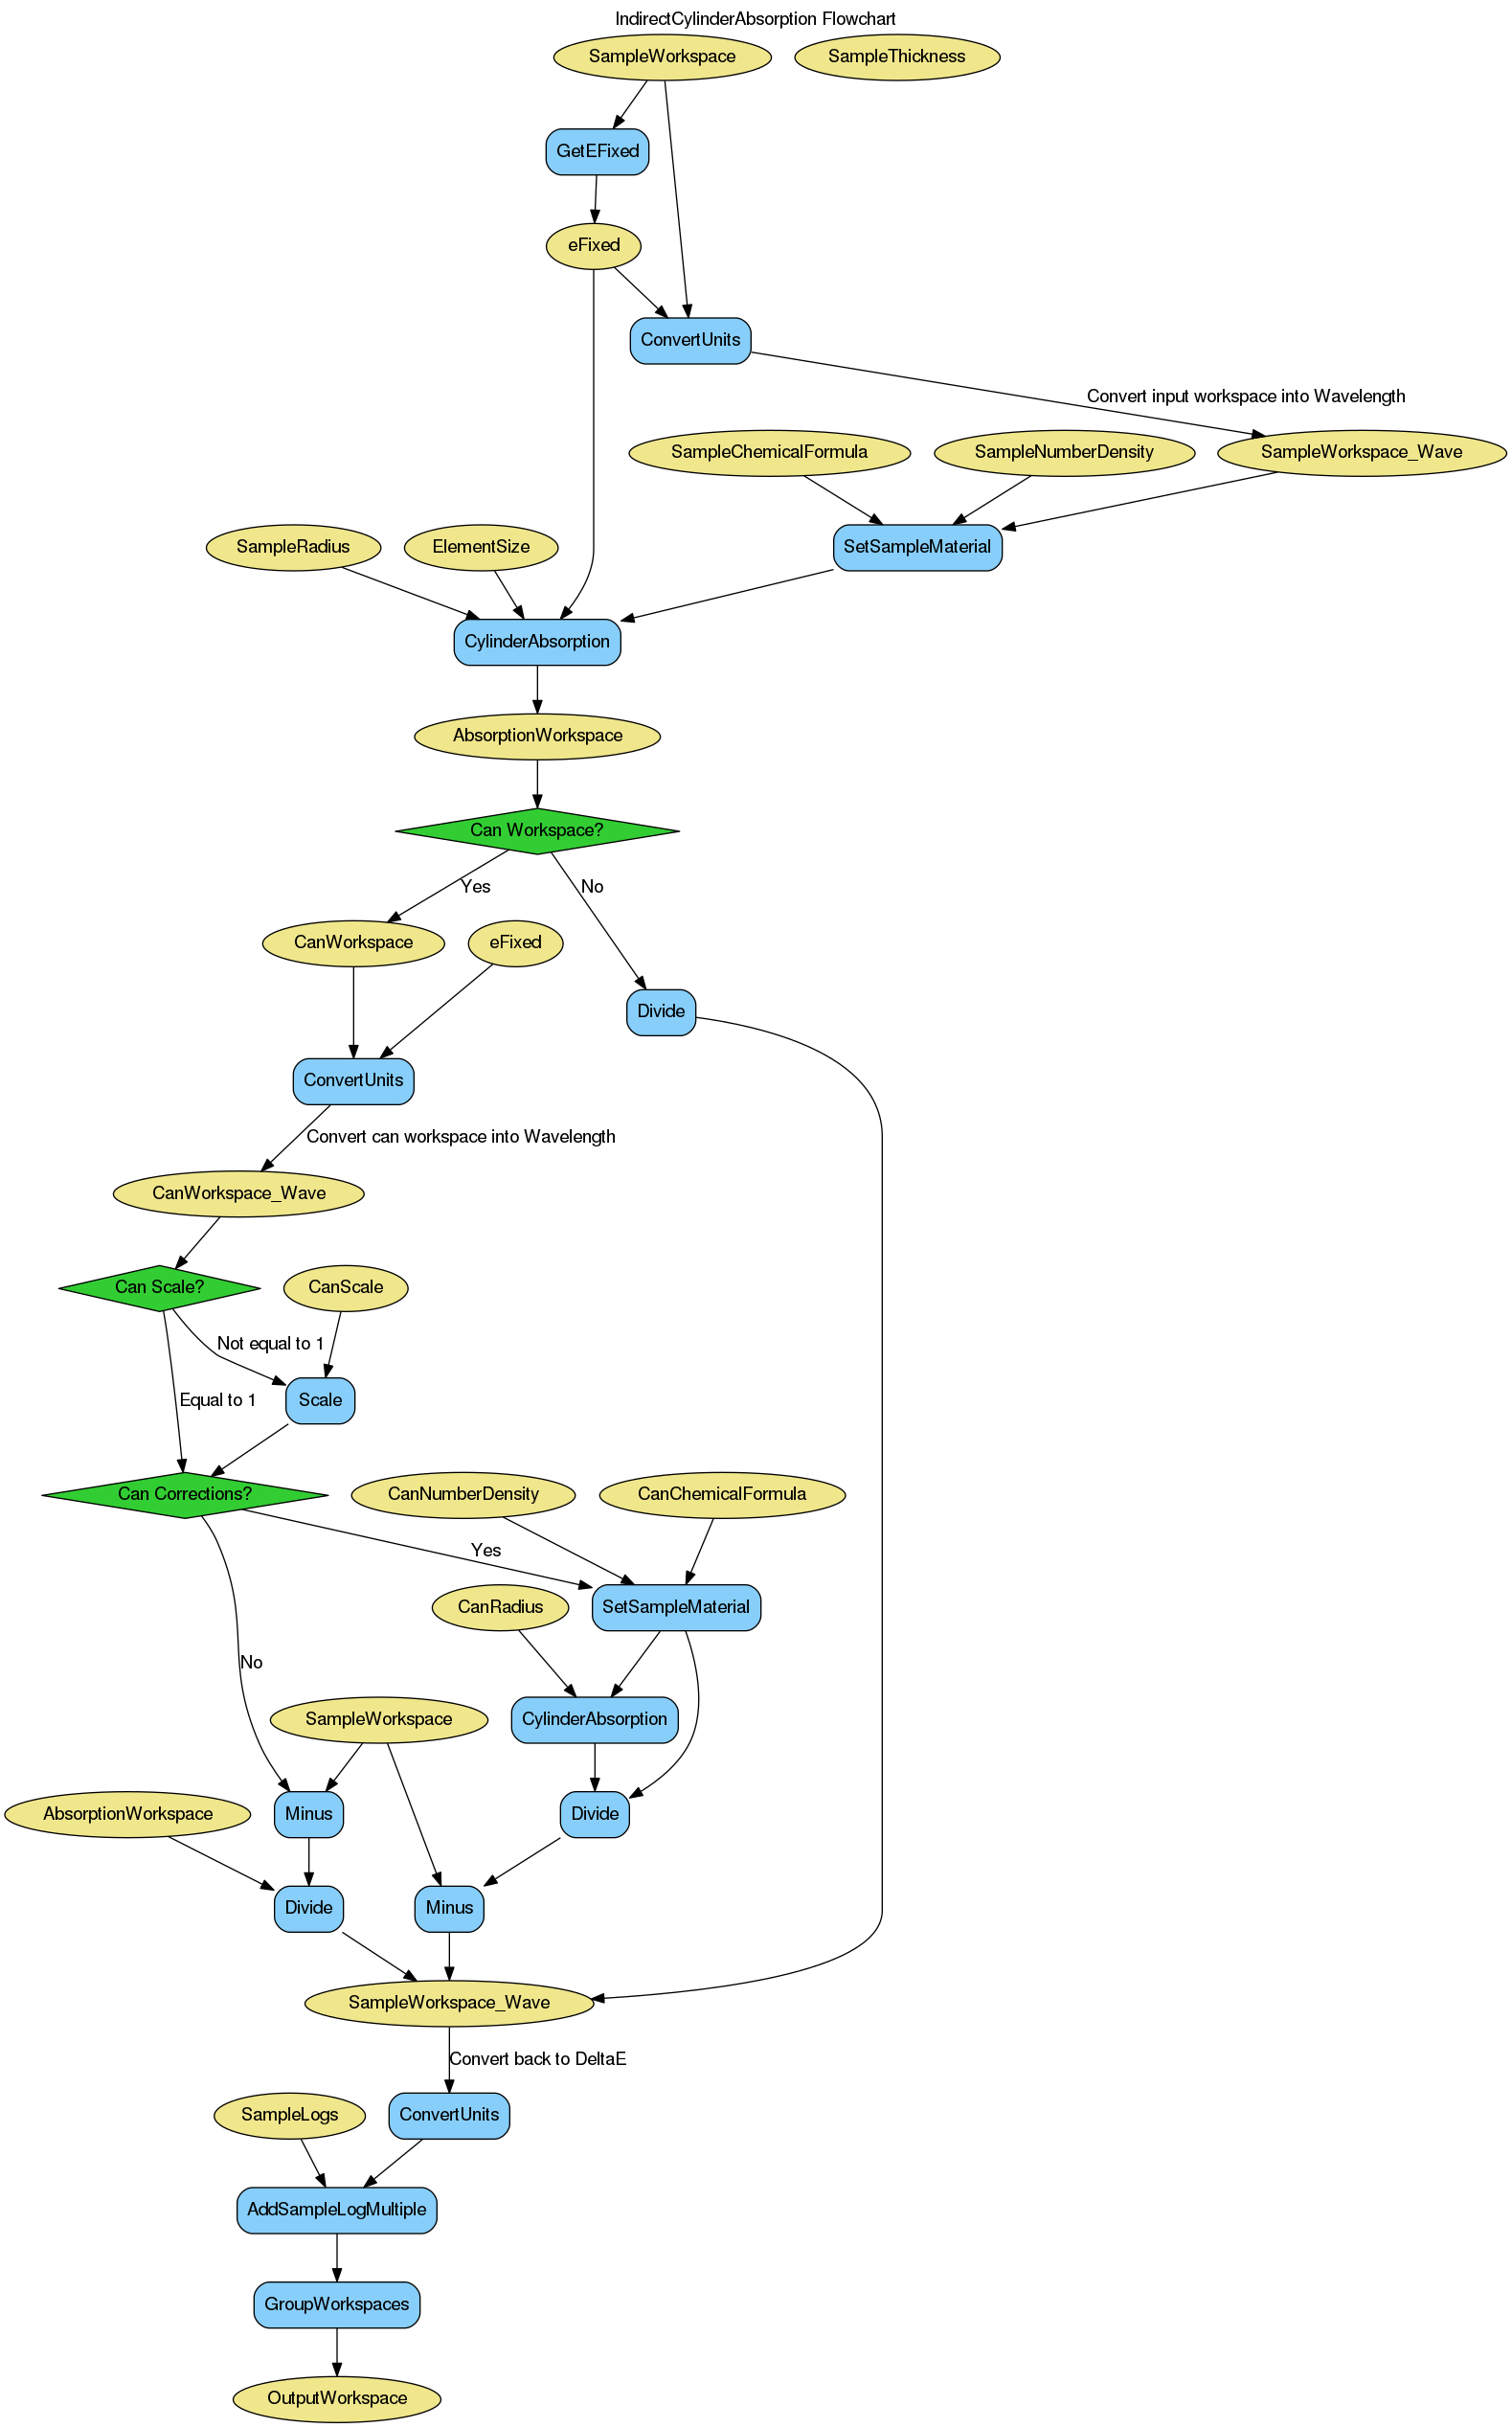 IndirectCylinderAbsorption Flowchart
SampleWorkspace
SampleThickness
GetEFixed
eFixed
ConvertUnits
Convert input workspace into Wavelength
SampleChemicalFormula
SampleNumberDensity
SampleWorkspace_Wave
SampleRadius
ElementSize
SetSampleMaterial
CylinderAbsorption
AbsorptionWorkspace
Can Workspace?
Yes
No
CanWorkspace
eFixed
Divide
ConvertUnits
Convert can workspace into Wavelength
CanWorkspace_Wave
Can Scale?
CanScale
Not equal to 1
Equal to 1
Scale
Can Corrections?
CanNumberDensity
CanChemicalFormula
Yes
CanRadius
SetSampleMaterial
No
SampleWorkspace
CylinderAbsorption
AbsorptionWorkspace
Minus
Divide
Divide
Minus
SampleWorkspace_Wave
Convert back to DeltaE
SampleLogs
ConvertUnits
AddSampleLogMultiple
GroupWorkspaces
OutputWorkspace